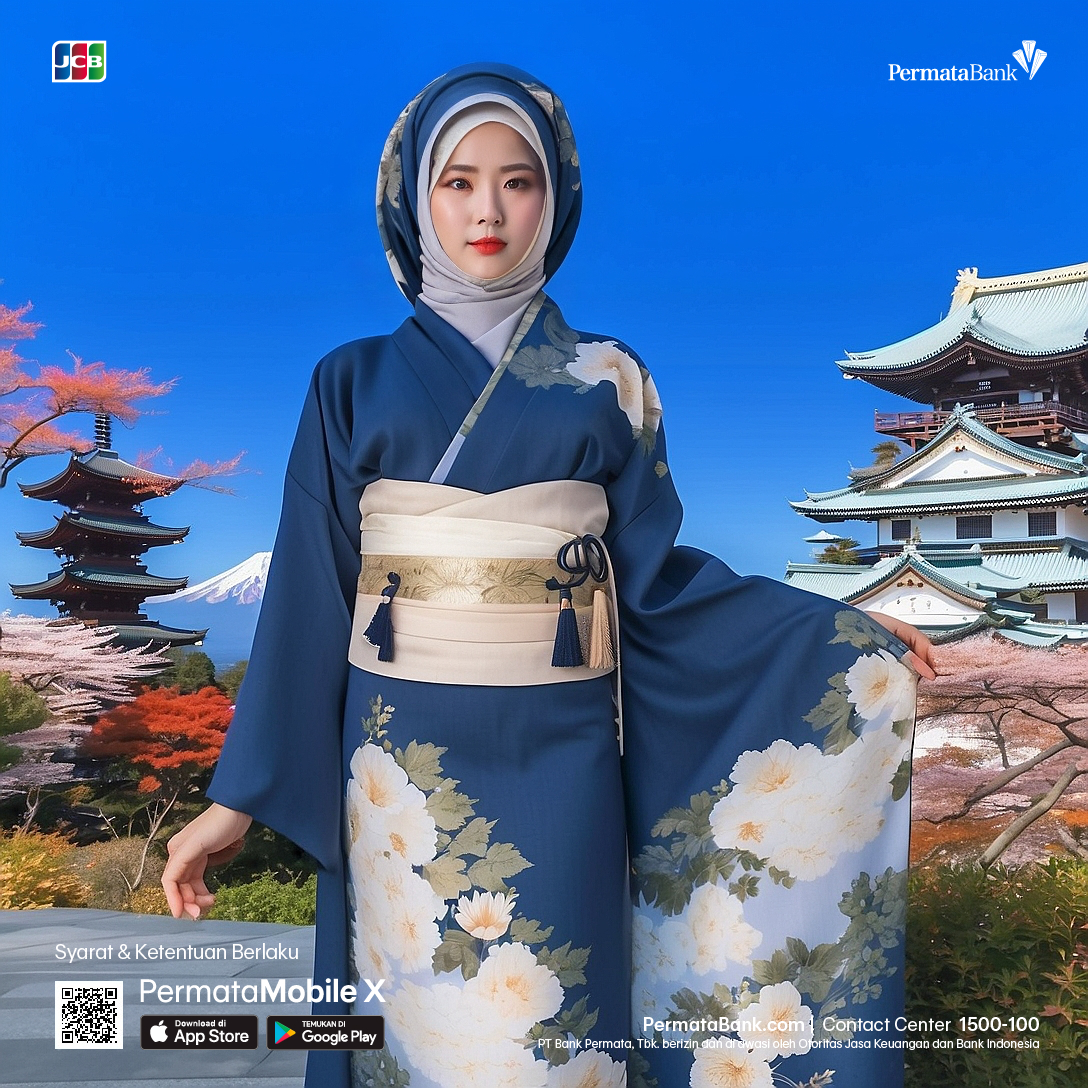 JCB
PermataBank
Syarat & Ketentuan Berlaku
PermataMobile X
Download di
App Store
TEMUKAN DI
Google Play
PermataBank.com | Contact Center 1500-100
PT Bank Permata, Tbk. berizin dan diawasi oleh Otoritas Jasa Keuangan dan Bank Indonesia